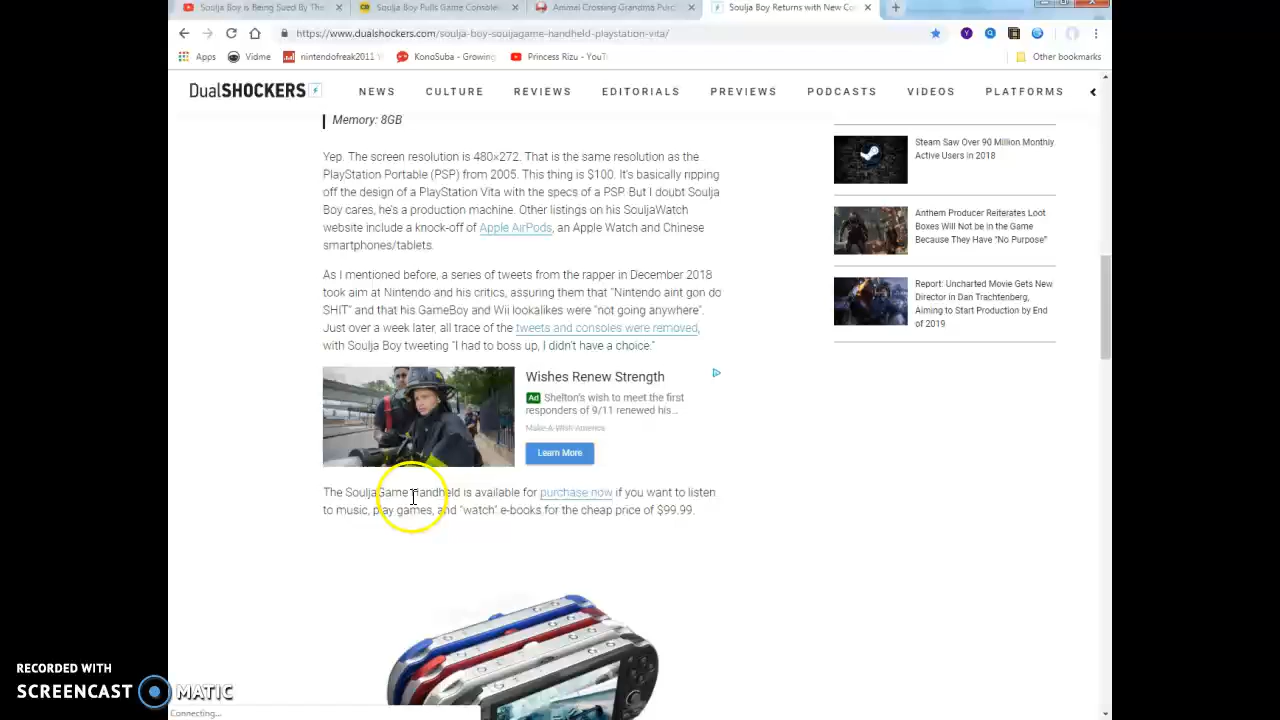 Soulja Boy is Being Sued By The
Soulja Boy Pulls Game Consoles
Animal Crossing Grandma Purc
Soulja Boy Returns with New Co
https://www.dualshockers.com/soulja-boy-souljagame-handheld-playstation-vita/
Apps
Vidme
nintendofreak2011
KonoSuba - Growing
Princess Rizu - YouT
Other bookmarks
DualSHOCKERS
NEWS
CULTURE
REVIEWS
EDITORIALS
PREVIEWS
PODCASTS
VIDEOS
PLATFORMS
Memory: 8GB
Yep. The screen resolution is 480×272. That is the same resolution as the
PlayStation Portable (PSP) from 2005. This thing is $100. It's basically ripping
off the design of a PlayStation Vita with the specs of a PSP. But I doubt Soulja
Boy cares, he's a production machine. Other listings on his SouljaWatch
website include a knock-off of Apple AirPods, an Apple Watch and Chinese
smartphones/tablets.
As I mentioned before, a series of tweets from the rapper in December 2018
took aim at Nintendo and his critics, assuring them that "Nintendo aint gon do
SHIT" and that his GameBoy and Wii lookalikes were "not going anywhere".
Just over a week later, all trace of the tweets and consoles were removed,
with Soulja Boy tweeting "I had to boss up, I didn't have a choice."
Wishes Renew Strength
Ad Shelton's wish to meet the first
responders of 9/11 renewed his...
Make-A-Wish America
Learn More
The SouljaGame handheld is available for purchase now if you want to listen
to music, play games, and "watch" e-books for the cheap price of $99.99.
Steam Saw Over 90 Million Monthly
Active Users in 2018
Anthem Producer Reiterates Loot
Boxes Will Not be in the Game
Because They Have "No Purpose"
Report: Uncharted Movie Gets New
Director in Dan Trachtenberg,
Aiming to Start Production by End
of 2019
RECORDED WITH
SCREENCAST MATIC
Connecting...